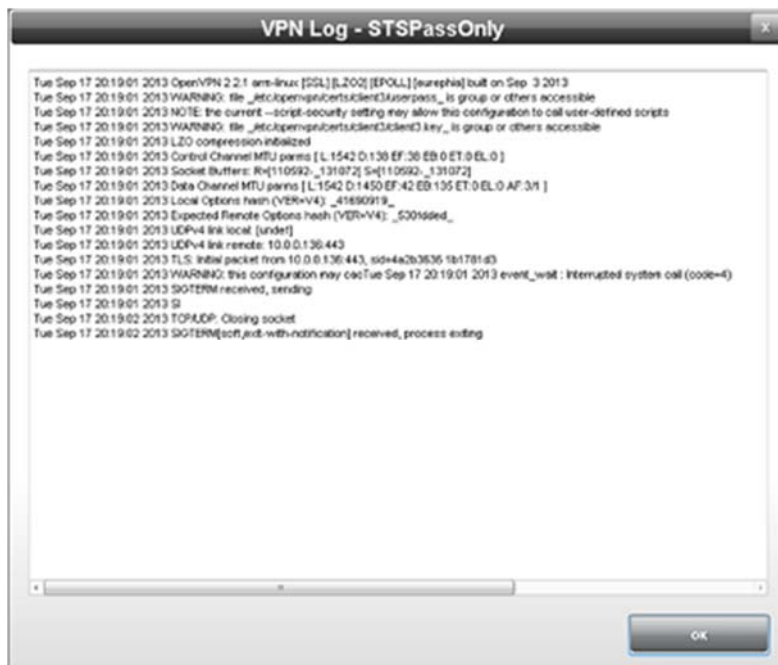 VPN Log - STSPassOnly
x
Tue Sep 17 20:19:01 2013 OpenVPN 2.2.1 arm-linux [SSL] [LZO2] [EPOLL] [eurephia] built on Sep 3 2013
Tue Sep 17 20:19:01 2013 WARNING: file _/etc/openvpn/certs/client3/userpass_ is group or others accessible
Tue Sep 17 20:19:01 2013 NOTE: the current --script-security setting may allow this configuration to call user-defined scripts
Tue Sep 17 20:19:01 2013 WARNING: file _/etc/openvpn/certs/client3/client3.key_ is group or others accessible
Tue Sep 17 20:19:01 2013 LZO compression initialized
Tue Sep 17 20:19:01 2013 Control Channel MTU parms [ L:1542 D:138 EF:38 EB:0 ET:0 EL:0 ]
Tue Sep 17 20:19:01 2013 Socket Buffers: R=[110592-_131072] S=[110592-_131072]
Tue Sep 17 20:19:01 2013 Data Channel MTU parms [ L:1542 D:1450 EF:42 EB:135 ET:0 EL:0 AF:3/1 ]
Tue Sep 17 20:19:01 2013 Local Options hash (VER=V4): _41690919_
Tue Sep 17 20:19:01 2013 Expected Remote Options hash (VER=V4): _530fdded_
Tue Sep 17 20:19:01 2013 UDPv4 link local: [undef]
Tue Sep 17 20:19:01 2013 UDPv4 link remote: 10.0.0.136:443
Tue Sep 17 20:19:01 2013 TLS: Initial packet from 10.0.0.136:443, sid=4a2b3636 1b1781d3
Tue Sep 17 20:19:01 2013 WARNING: this configuration may cacTue Sep 17 20:19:01 2013 event_wait : Interrupted system call (code=4)
Tue Sep 17 20:19:01 2013 SIGTERM received, sending
Tue Sep 17 20:19:01 2013 SI
Tue Sep 17 20:19:02 2013 TCP/UDP: Closing socket
Tue Sep 17 20:19:02 2013 SIGTERM[soft,exit-with-notification] received, process exiting
OK